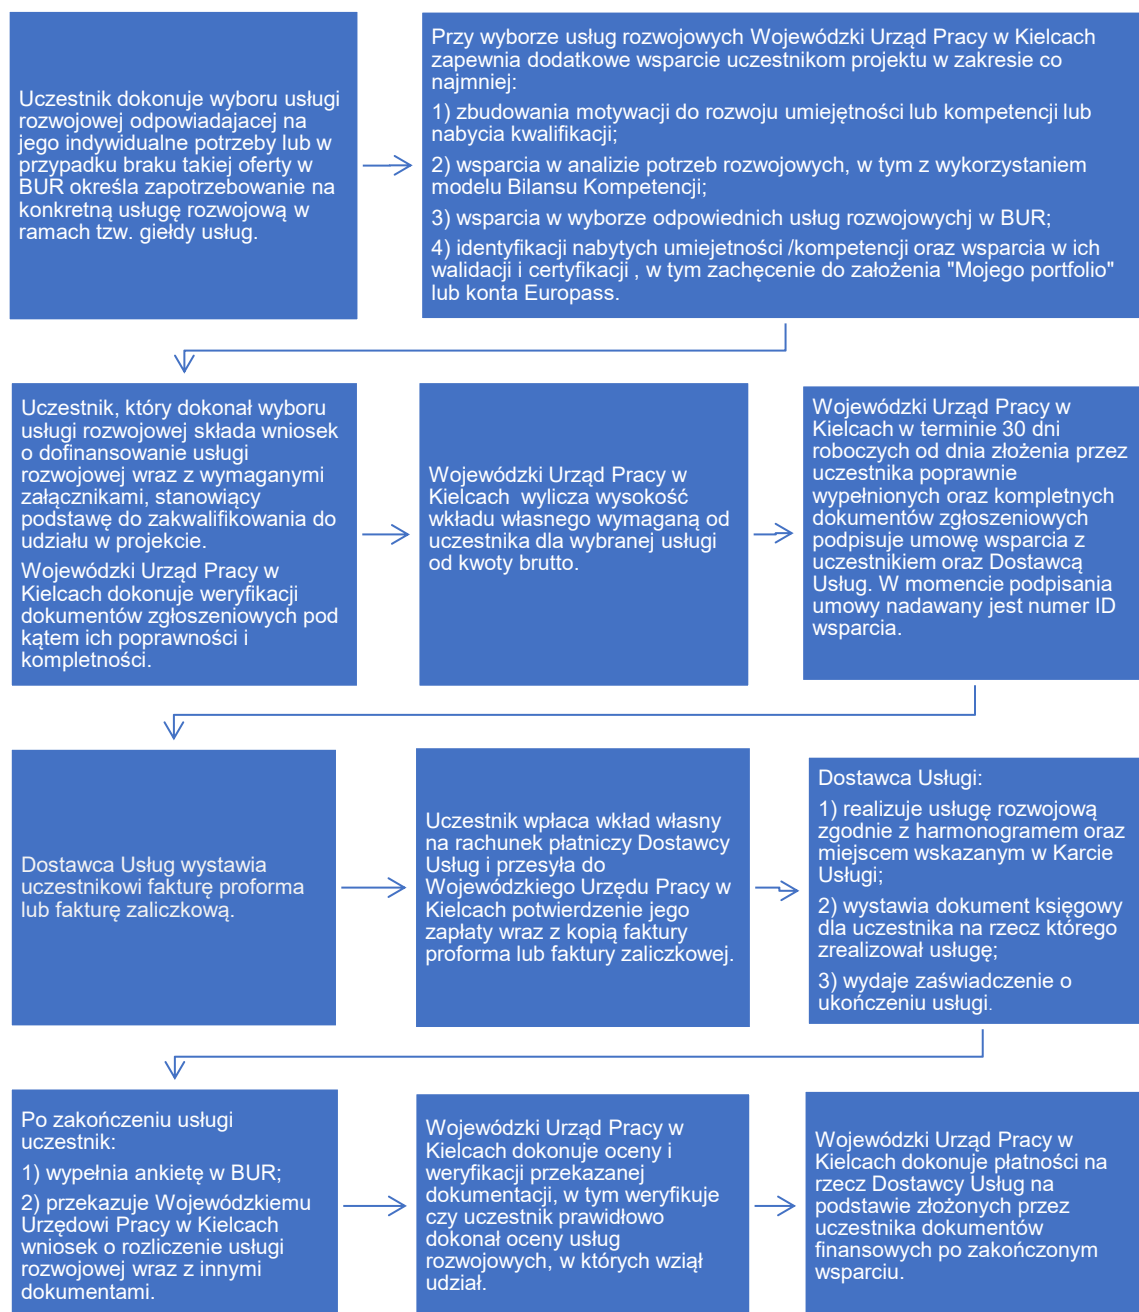 Uczestnik dokonuje wyboru usługi
rozwojowej odpowiadajacej na
jego indywidualne potrzeby lub w
przypadku braku takiej oferty w
BUR określa zapotrzebowanie na
konkretną usługę rozwojową w
ramach tzw. giełdy usług.
Przy wyborze usług rozwojowych Wojewódzki Urząd Pracy w Kielcach
zapewnia dodatkowe wsparcie uczestnikom projektu w zakresie co
najmniej:
1) zbudowania motywacji do rozwoju umiejętności lub kompetencji lub
nabycia kwalifikacji;
2) wsparcia w analizie potrzeb rozwojowych, w tym z wykorzystaniem
modelu Bilansu Kompetencji;
3) wsparcia w wyborze odpowiednich usług rozwojowychj w BUR;
4) identyfikacji nabytych umiejetności /kompetencji oraz wsparcia w ich
walidacji i certyfikacji , w tym zachęcenie do założenia "Mojego portfolio"
lub konta Europass.
Uczestnik, który dokonał wyboru
usługi rozwojowej składa wniosek
o dofinansowanie usługi
rozwojowej wraz z wymaganymi
załącznikami, stanowiący
podstawę do zakwalifikowania do
udziału w projekcie.
Wojewódzki Urząd Pracy w
Kielcach dokonuje weryfikacji
dokumentów zgłoszeniowych pod
kątem ich poprawności i
kompletności.
Wojewódzki Urząd Pracy w
Kielcach  wylicza wysokość
wkładu własnego wymaganą od
uczestnika dla wybranej usługi
od kwoty brutto.
Wojewódzki Urząd Pracy w
Kielcach w terminie 30 dni
roboczych od dnia złożenia przez
uczestnika poprawnie
wypełnionych oraz kompletnych
dokumentów zgłoszeniowych
podpisuje umowę wsparcia z
uczestnikiem oraz Dostawcą
Usług. W momencie podpisania
umowy nadawany jest numer ID
wsparcia.
Dostawca Usług wystawia
uczestnikowi fakturę proforma
lub fakturę zaliczkową.
Uczestnik wpłaca wkład własny
na rachunek płatniczy Dostawcy
Usług i przesyła do
Wojewódzkiego Urzędu Pracy w
Kielcach potwierdzenie jego
zapłaty wraz z kopią faktury
proforma lub faktury zaliczkowej.
Dostawca Usługi:
1) realizuje usługę rozwojową
zgodnie z harmonogramem oraz
miejscem wskazanym w Karcie
Usługi;
2) wystawia dokument księgowy
dla uczestnika na rzecz którego
zrealizował usługę;
3) wydaje zaświadczenie o
ukończeniu usługi.
Po zakończeniu usługi
uczestnik:
1) wypełnia ankietę w BUR;
2) przekazuje Wojewódzkiemu
Urzędowi Pracy w Kielcach
wniosek o rozliczenie usługi
rozwojowej wraz z innymi
dokumentami.
Wojewódzki Urząd Pracy w
Kielcach dokonuje oceny i
weryfikacji przekazanej
dokumentacji, w tym weryfikuje
czy uczestnik prawidłowo
dokonał oceny usług
rozwojowych, w których wziął
udział.
Wojewódzki Urząd Pracy w
Kielcach dokonuje płatności na
rzecz Dostawcy Usług na
podstawie złożonych przez
uczestnika dokumentów
finansowych po zakończonym
wsparciu.